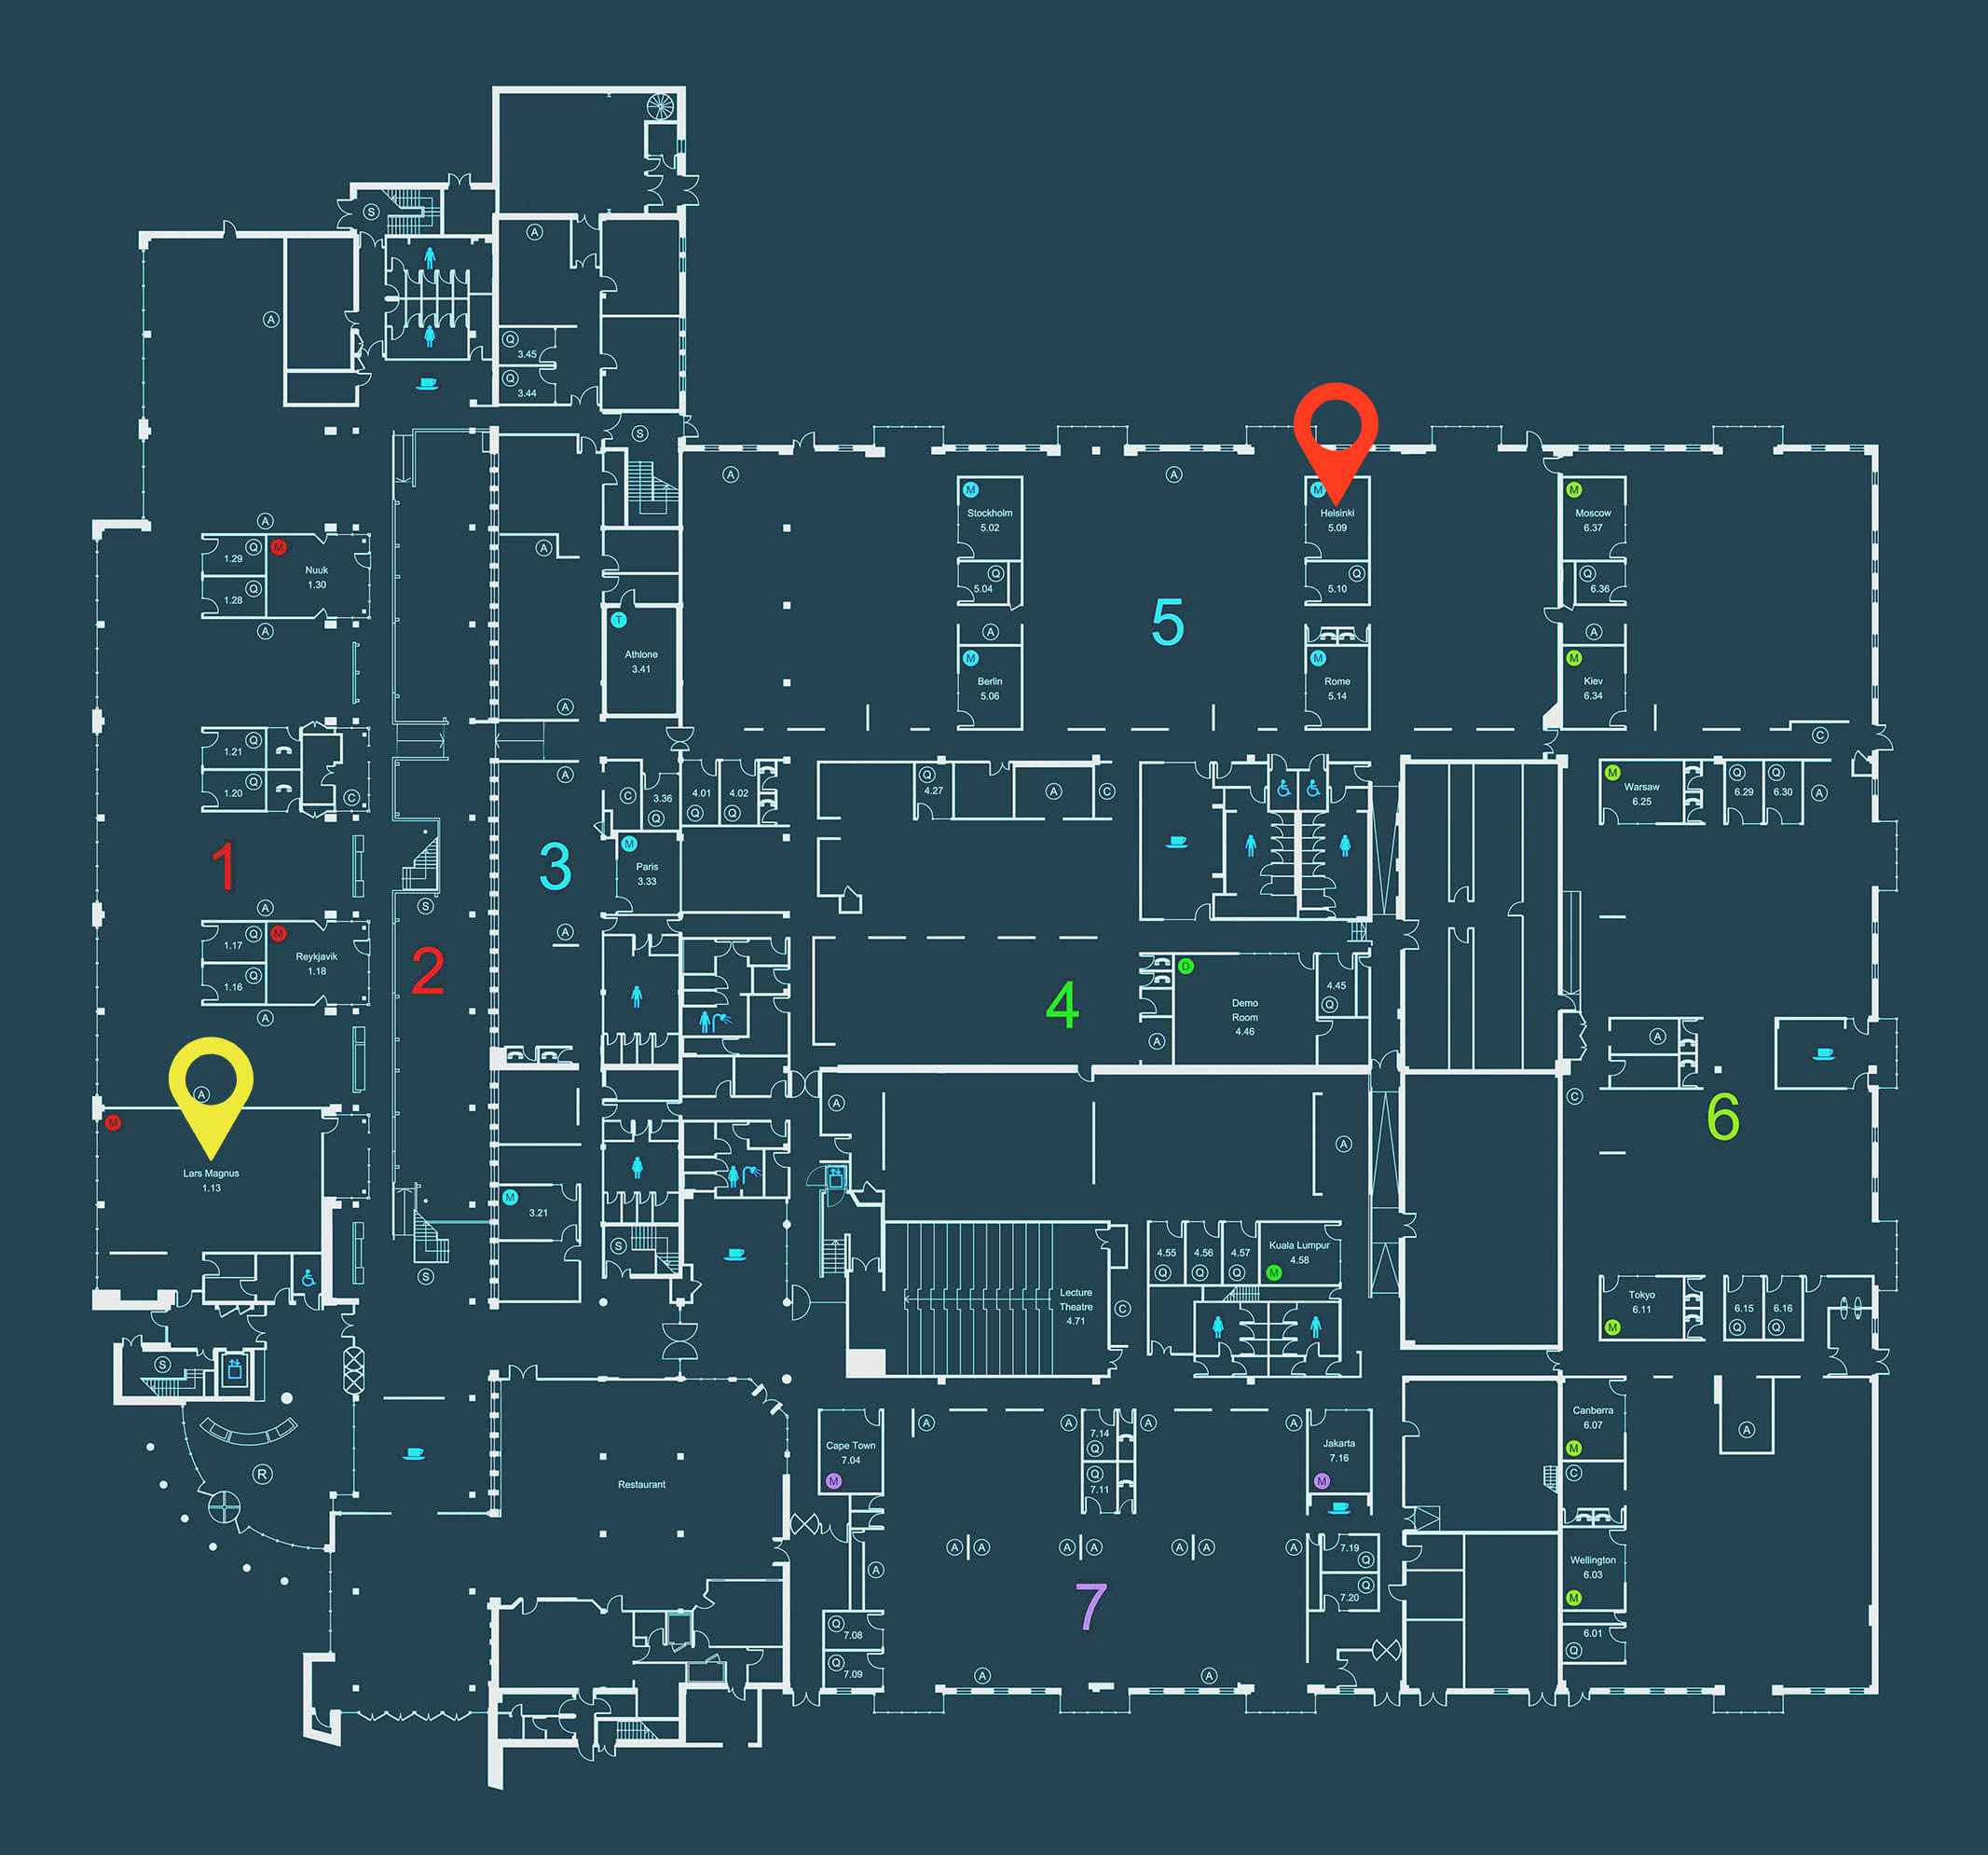 S
A
A
Q
3.45
Q
3.44
S
A
M
Stockholm
5.02
Q
5.04
A
M
Berlin
5.06
A
5
M
Helsinki
5.09
Q
5.10
M
Rome
5.14
M
Moscow
6.37
Q
6.36
A
M
Kiev
6.34
C
A
1.29
Q
1.28
Q
M
Nuuk
1.30
A
1.21
Q
1.20
Q
C
1
A
1.17
Q
1.16
Q
M
Reykjavik
1.18
A
A
M
Lars Magnus
1.13
S
2
S
A
A
T
Athlone
3.41
A
C
3.36
Q
3
M
Paris
3.33
A
M
3.21
S
4.01
Q
4.02
Q
Q
4.27
A
C
4
D
Demo
Room
4.46
4.45
Q
A
A
A
4.55
Q
4.56
Q
4.57
Q
Kuala Lumpur
4.58
M
Lecture
Theatre
4.71
C
M
Warsaw
6.25
Q
6.29
Q
6.30
A
A
C
6
Tokyo
6.11
M
6.15
Q
6.16
Q
Canberra
6.07
M
C
A
Wellington
6.03
M
6.01
Q
S
R
Restaurant
Cape Town
7.04
M
A
A
7.14
Q
Q
7.11
A
A
Jakarta
7.16
M
A
A
A
A
A
A
A
A
7.19
Q
Q
7.20
7
Q
7.08
Q
7.09
A
A